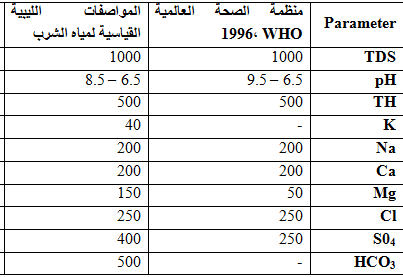 Parameter منظمة الصحة العالمية WHO ،1996 المواصفات الليبية القياسية لمياه الشرب
TDS 1000 1000
pH 6.5 – 9.5 6.5 – 8.5
TH 500 500
K - 40
Na 200 200
Ca 200 200
Mg 50 150
Cl 250 250
S0₄ 250 400
HCO₃ - 500